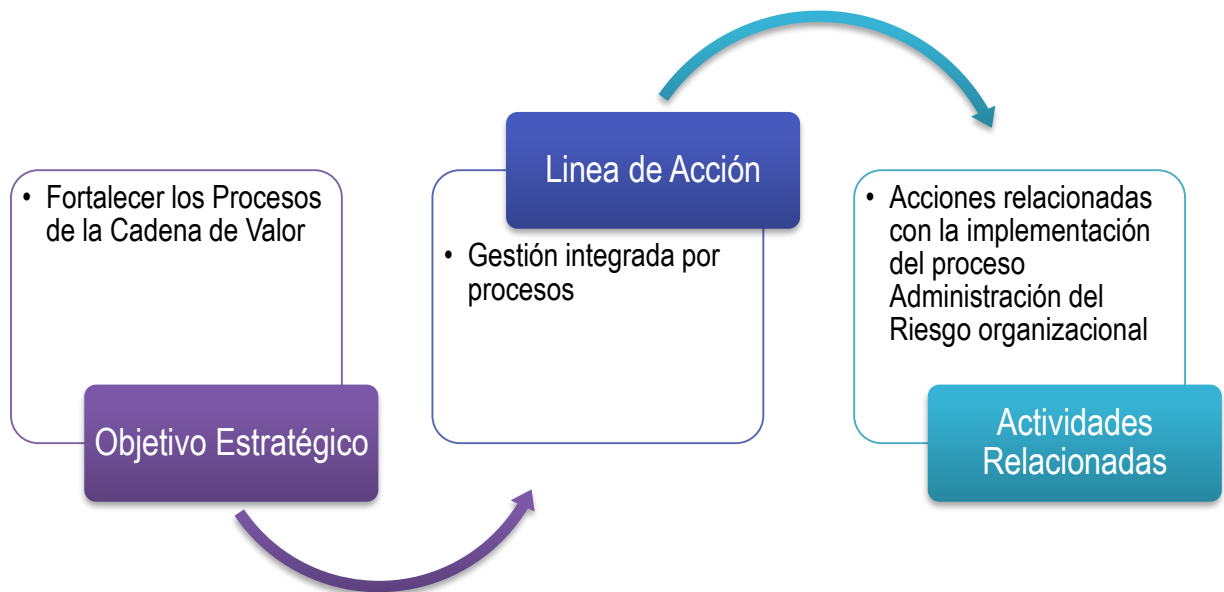 • Fortalecer los Procesos
de la Cadena de Valor
Objetivo Estratégico
Linea de Acción
• Gestión integrada por
procesos
• Acciones relacionadas
con la implementación
del proceso
Administración del
Riesgo organizacional
Actividades
Relacionadas